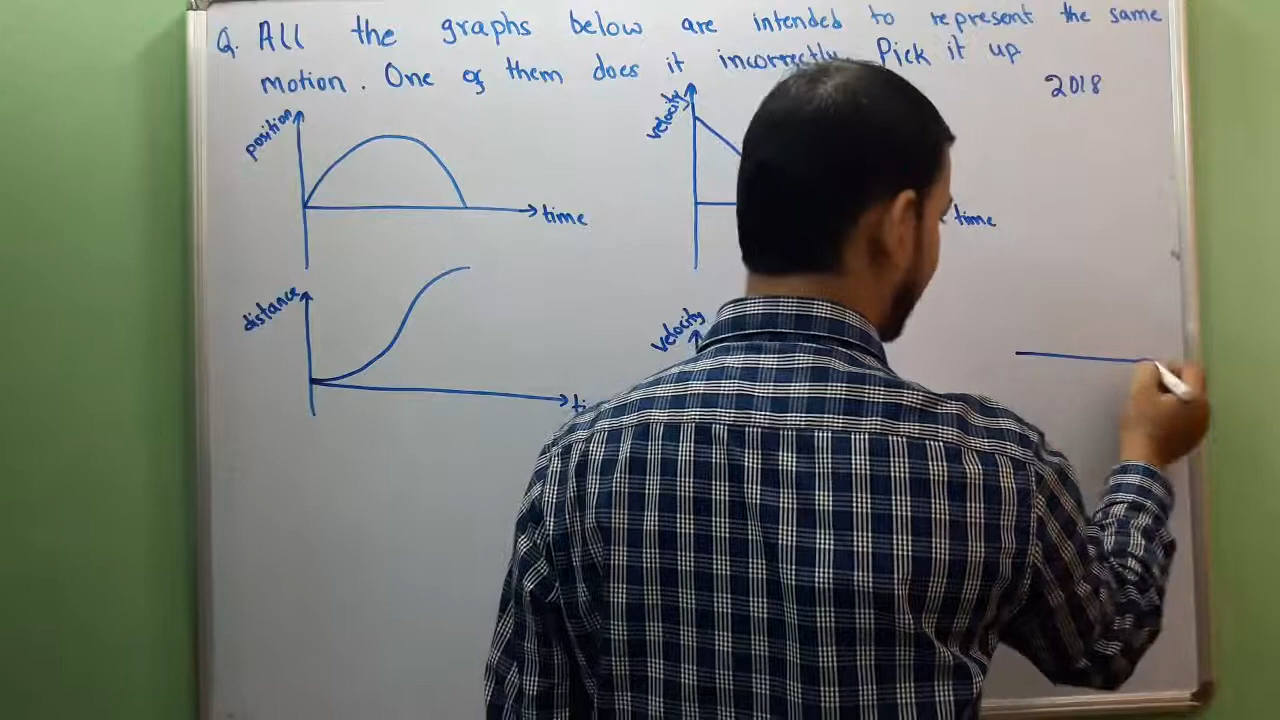 Q. All the graphs below are intended to represent the same
motion. One of them does it incorrectly. Pick it up
2018
position
time
velocity
time
distance
velocity